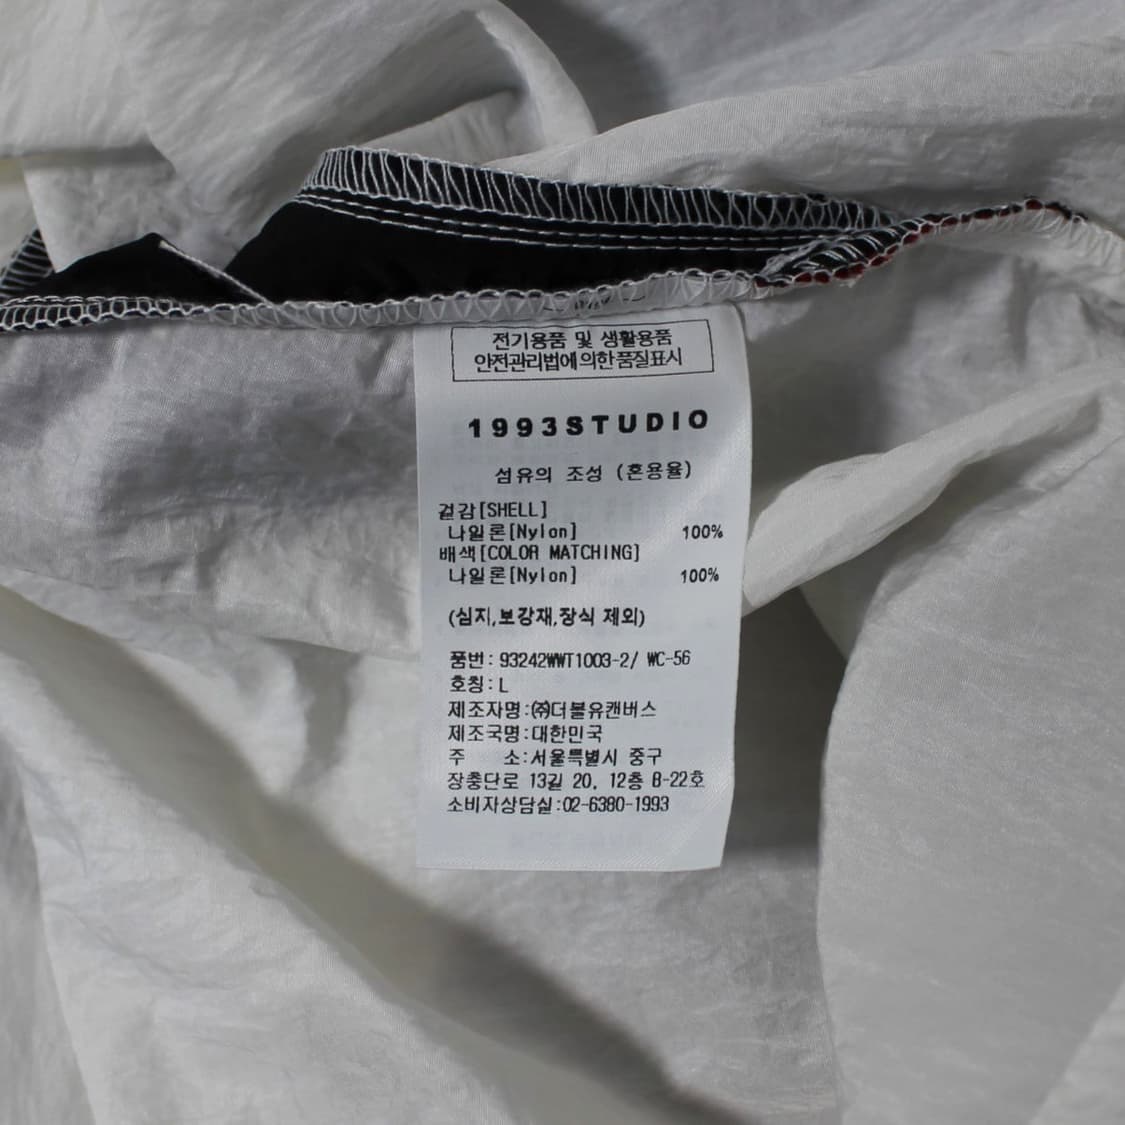 전기용품 및 생활용품
안전관리법에의한품질표시
1993STUDIO
섬유의 조성 (혼용율)
겉감[SHELL]
나일론[Nylon] 100%
배색[COLOR MATCHING]
나일론[Nylon] 100%
(심지,보강재,장식 제외)
품번: 93242WWT1003-2/ WC-56
호칭: L
제조자명:㈜더블유캔버스
제조국명:대한민국
주 소:서울특별시 중구
장충단로 13길 20, 12층 B-22호
소비자상담실:02-6380-1993